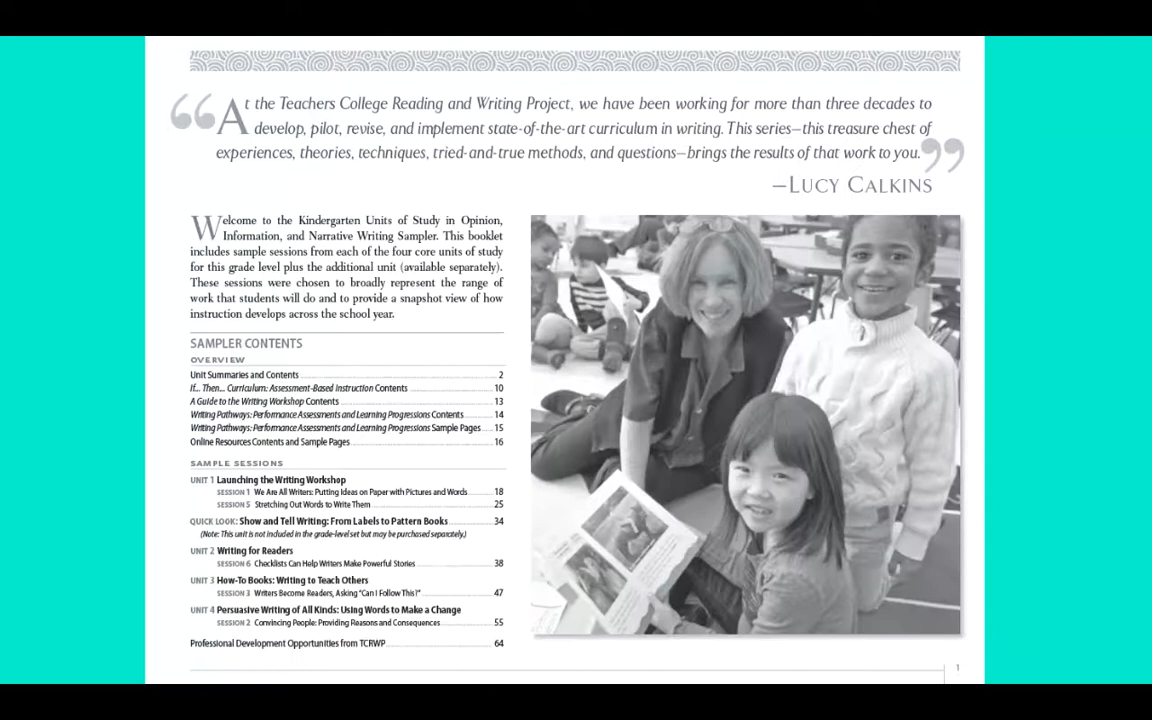 “At the Teachers College Reading and Writing Project, we have been working for more than three decades to
develop, pilot, revise, and implement state-of-the-art curriculum in writing. This series—this treasure chest of
experiences, theories, techniques, tried-and-true methods, and questions—brings the results of that work to you.”
—LUCY CALKINS
Welcome to the Kindergarten Units of Study in Opinion,
Information, and Narrative Writing Sampler. This booklet
includes sample sessions from each of the four core units of study
for this grade level plus the additional unit (available separately).
These sessions were chosen to broadly represent the range of
work that students will do and to provide a snapshot view of how
instruction develops across the school year.
SAMPLER CONTENTS
OVERVIEW
Unit Summaries and Contents 2
If... Then... Curriculum: Assessment-Based Instruction Contents 10
A Guide to the Writing Workshop Contents 13
Writing Pathways: Performance Assessments and Learning Progressions Contents 14
Writing Pathways: Performance Assessments and Learning Progressions Sample Pages 15
Online Resources Contents and Sample Pages 16
SAMPLE SESSIONS
UNIT 1 Launching the Writing Workshop
SESSION 1 We Are All Writers: Putting Ideas on Paper with Pictures and Words 18
SESSION 5 Stretching Out Words to Write Them 25
QUICK LOOK: Show and Tell Writing: From Labels to Pattern Books 34
(Note: This unit is not included in the grade-level set but may be purchased separately.)
UNIT 2 Writing for Readers
SESSION 6 Checklists Can Help Writers Make Powerful Stories 38
UNIT 3 How-To Books: Writing to Teach Others
SESSION 3 Writers Become Readers, Asking “Can I Follow This?” 47
UNIT 4 Persuasive Writing of All Kinds: Using Words to Make a Change
SESSION 2 Convincing People: Providing Reasons and Consequences 55
Professional Development Opportunities from TCRWP 64
1